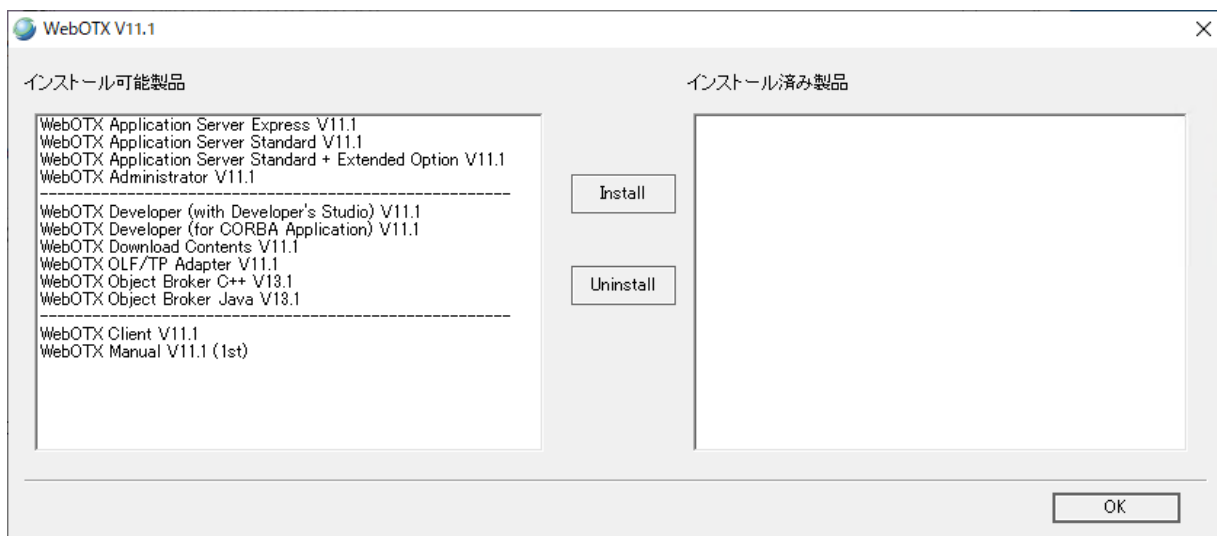 WebOTX V11.1
インストール可能製品
インストール済み製品
WebOTX Application Server Express V11.1
WebOTX Application Server Standard V11.1
WebOTX Application Server Standard + Extended Option V11.1
WebOTX Administrator V11.1
------------------------------------------------------
WebOTX Developer (with Developer's Studio) V11.1
WebOTX Developer (for CORBA Application) V11.1
WebOTX Download Contents V11.1
WebOTX OLF/TP Adapter V11.1
WebOTX Object Broker C++ V13.1
WebOTX Object Broker Java V13.1
------------------------------------------------------
WebOTX Client V11.1
WebOTX Manual V11.1 (1st)
Install
Uninstall
OK